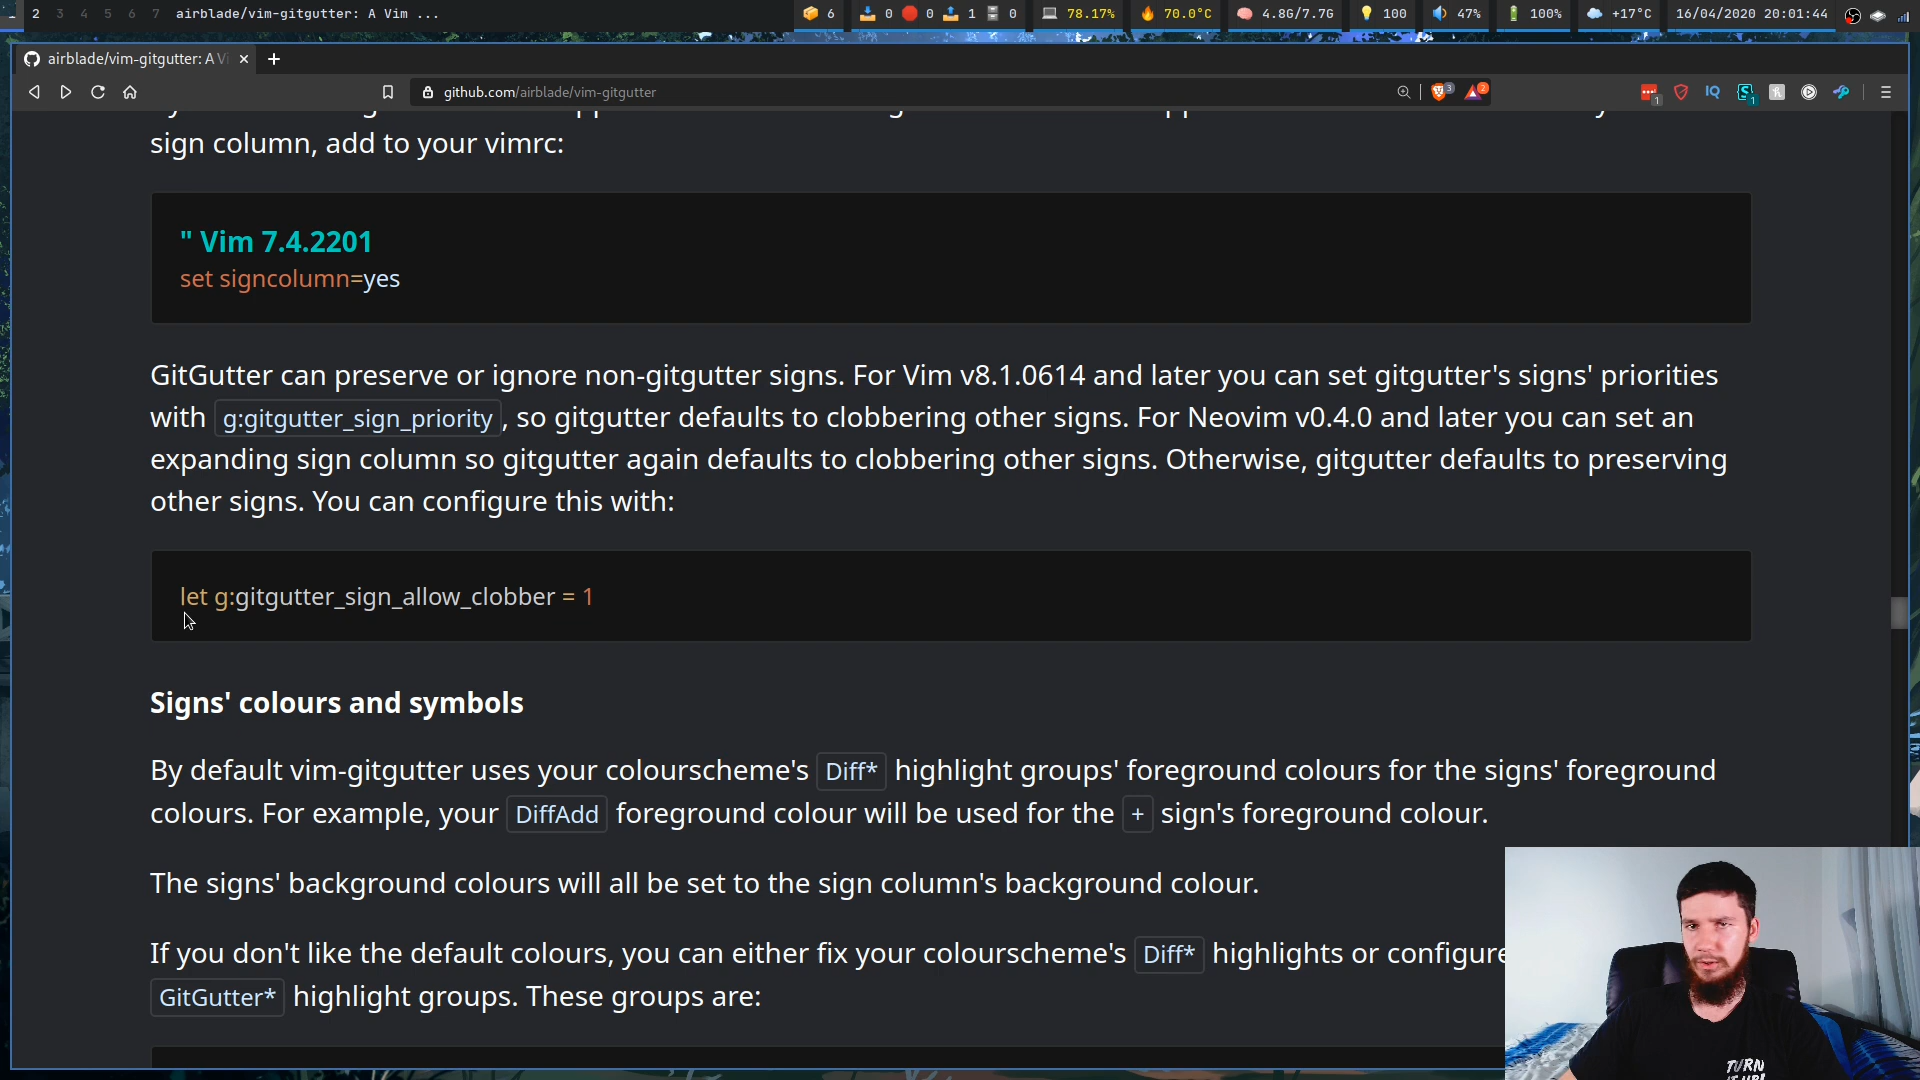 2 3 4 5 6 7 airblade/vim-gitgutter: A Vim ... 6 0 0 1 0 78.17% 70.0°C 4.8G/7.7G 100 47% 100% +17°C 16/04/2020 20:01:44
airblade/vim-gitgutter: A Vi
github.com/airblade/vim-gitgutter
sign column, add to your vimrc:
" Vim 7.4.2201
set signcolumn=yes
GitGutter can preserve or ignore non-gitgutter signs. For Vim v8.1.0614 and later you can set gitgutter's signs' priorities
with g:gitgutter_sign_priority, so gitgutter defaults to clobbering other signs. For Neovim v0.4.0 and later you can set an
expanding sign column so gitgutter again defaults to clobbering other signs. Otherwise, gitgutter defaults to preserving
other signs. You can configure this with:
let g:gitgutter_sign_allow_clobber = 1
Signs' colours and symbols
By default vim-gitgutter uses your colourscheme's Diff* highlight groups' foreground colours for the signs' foreground
colours. For example, your DiffAdd foreground colour will be used for the + sign's foreground colour.
The signs' background colours will all be set to the sign column's background colour.
If you don't like the default colours, you can either fix your colourscheme's Diff* highlights or configure
GitGutter* highlight groups. These groups are:
TURN